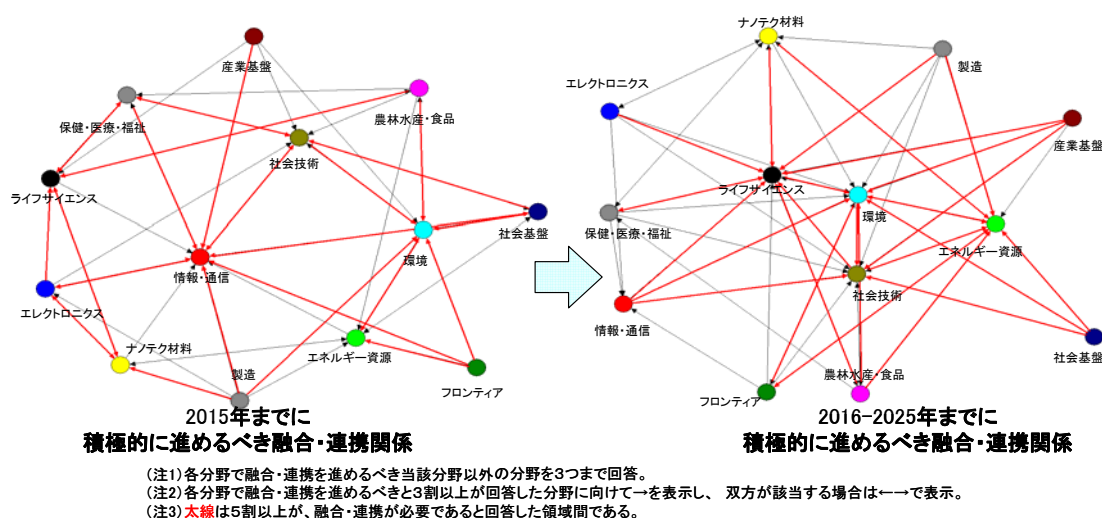 産業基盤
保健・医療・福祉
農林水産・食品
社会技術
ライフサイエンス
社会基盤
環境
情報・通信
エレクトロニクス
ナノテク材料
エネルギー資源
製造
フロンティア
2015年までに
積極的に進めるべき融合・連携関係
ナノテク材料
製造
エレクトロニクス
産業基盤
ライフサイエンス
環境
保健・医療・福祉
エネルギー資源
社会技術
情報・通信
社会基盤
農林水産・食品
フロンティア
2016-2025年までに
積極的に進めるべき融合・連携関係
(注1)各分野で融合・連携を進めるべき当該分野以外の分野を3つまで回答。
(注2)各分野で融合・連携を進めるべきと3割以上が回答した分野に向けて→を表示し、 双方が該当する場合は←→で表示。
(注3)太線は5割以上が、融合・連携が必要であると回答した領域間である。